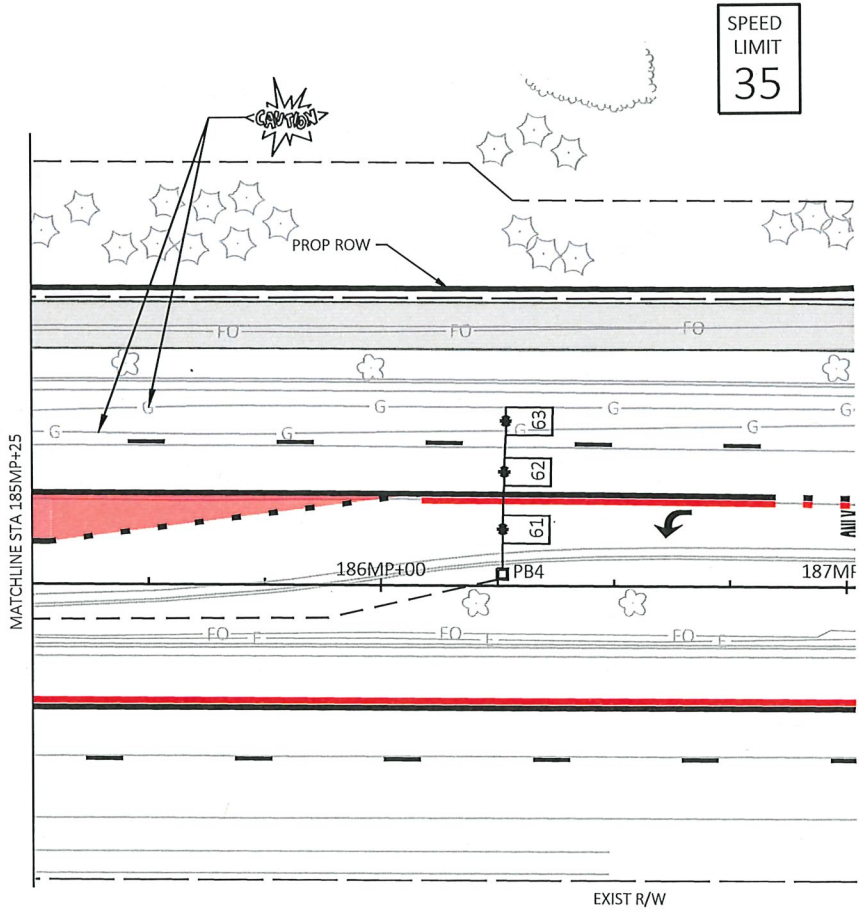 SPEED
LIMIT
35
CAUTION
PROP ROW
FO FO FO
G G G G
G G G G
63
62
61
MATCHLINE STA 185MP+25
186MP+00
PB4
187MP
FO E FO E FO E
EXIST R/W